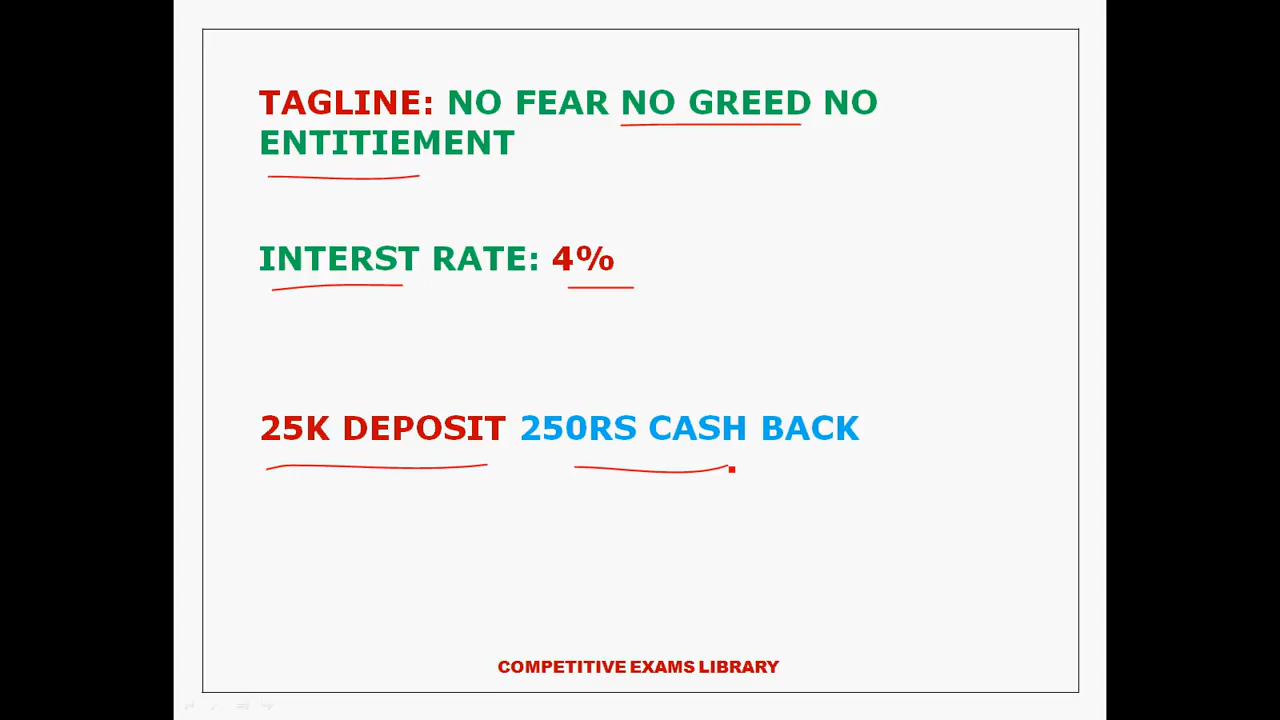 TAGLINE: NO FEAR NO GREED NO
ENTITIEMENT
INTERST RATE: 4%
25K DEPOSIT 250RS CASH BACK
COMPETITIVE EXAMS LIBRARY